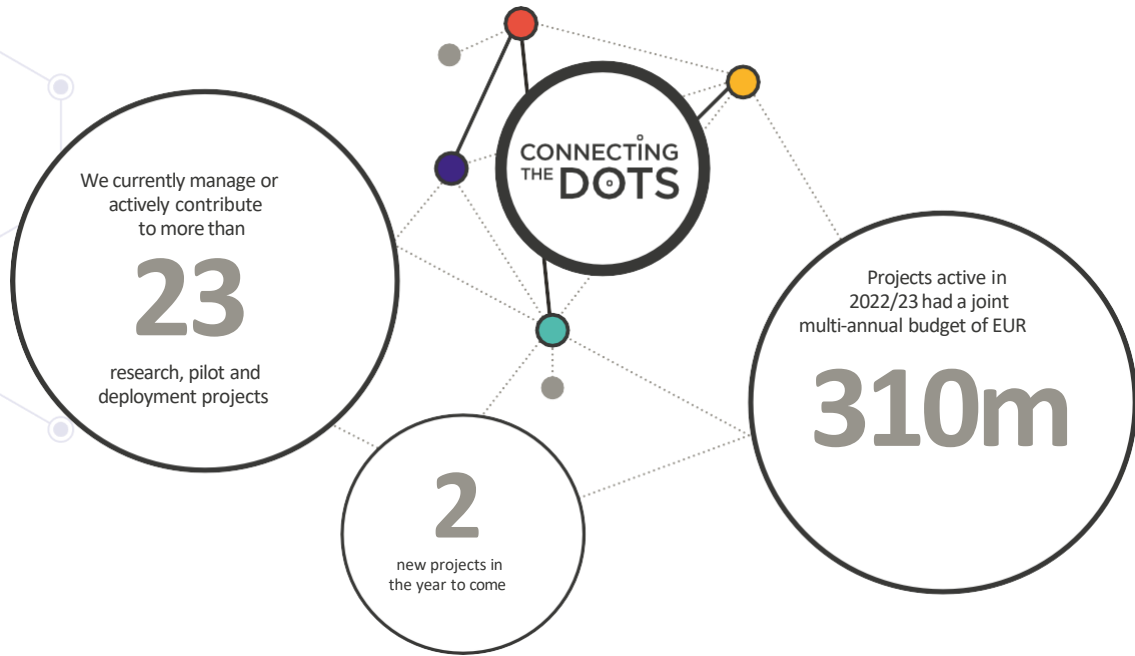 CONNECTING
THE DOTS
We currently manage or
actively contribute
to more than
23
research, pilot and
deployment projects
Projects active in
2022/23 had a joint
multi-annual budget of EUR
310m
2
new projects in
the year to come